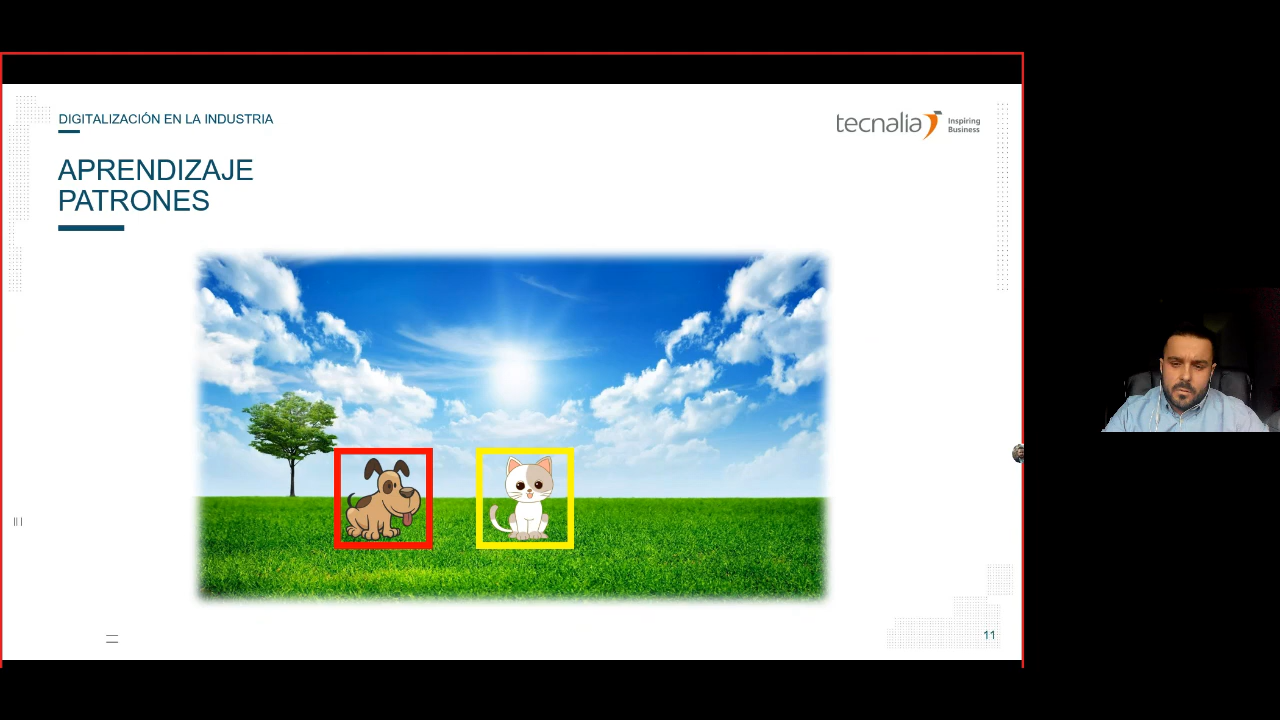 DIGITALIZACIÓN EN LA INDUSTRIA
tecnalia Inspiring
Business
APRENDIZAJE
PATRONES
11